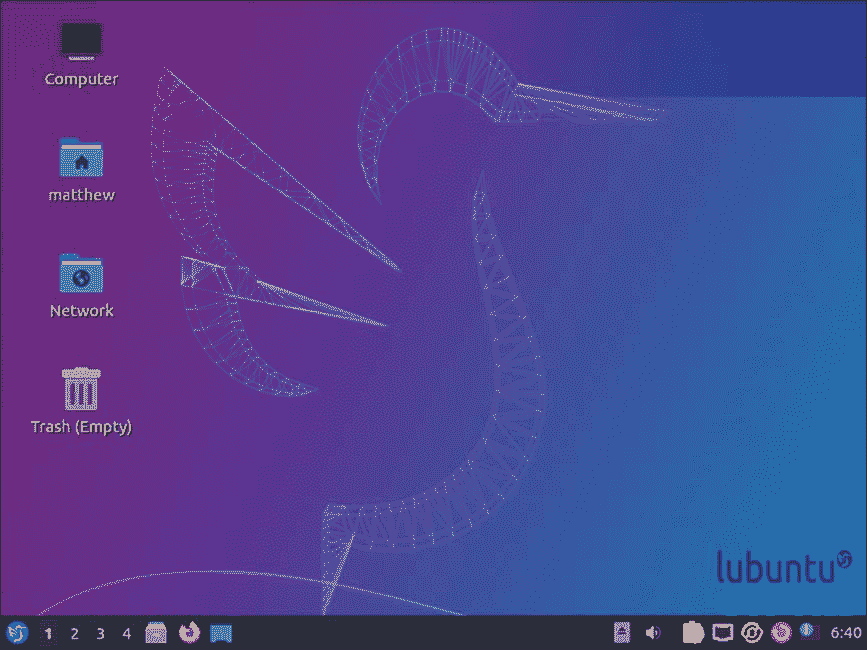 Computer
matthew
Network
Trash (Empty)
lubuntu
1 2 3 4
6:40